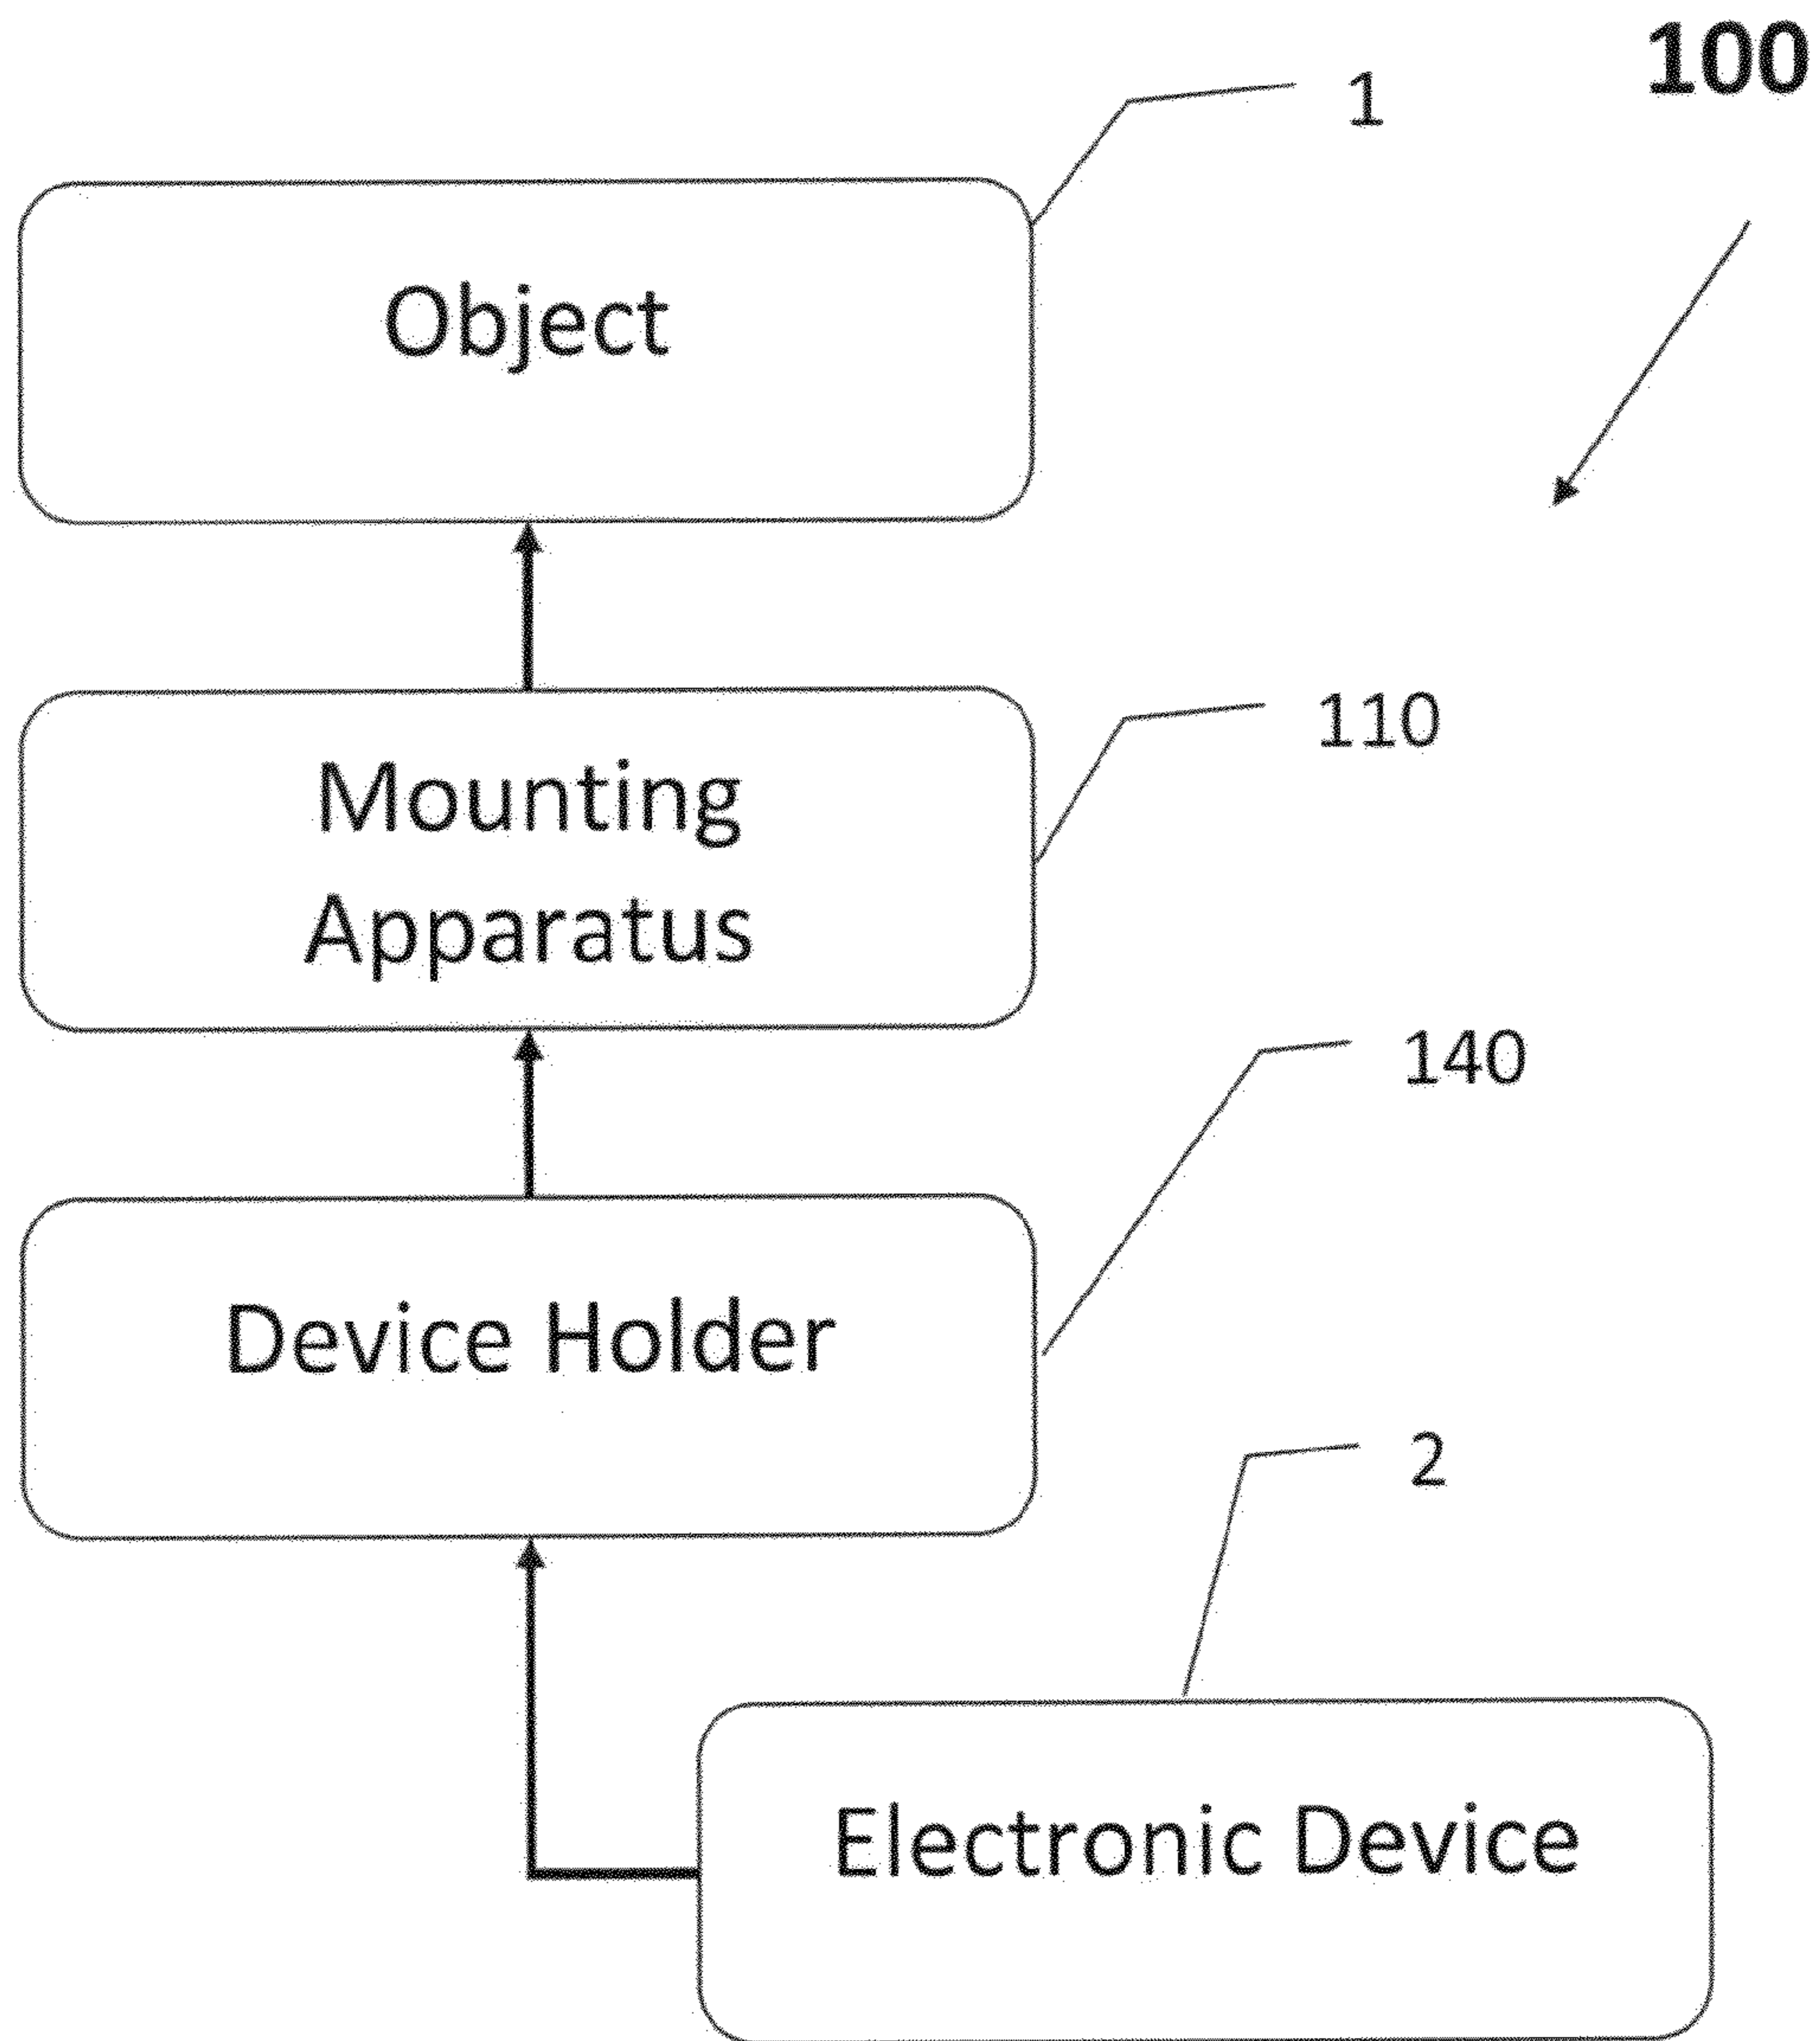 100
1
Object
110
Mounting
Apparatus
140
Device Holder
2
Electronic Device